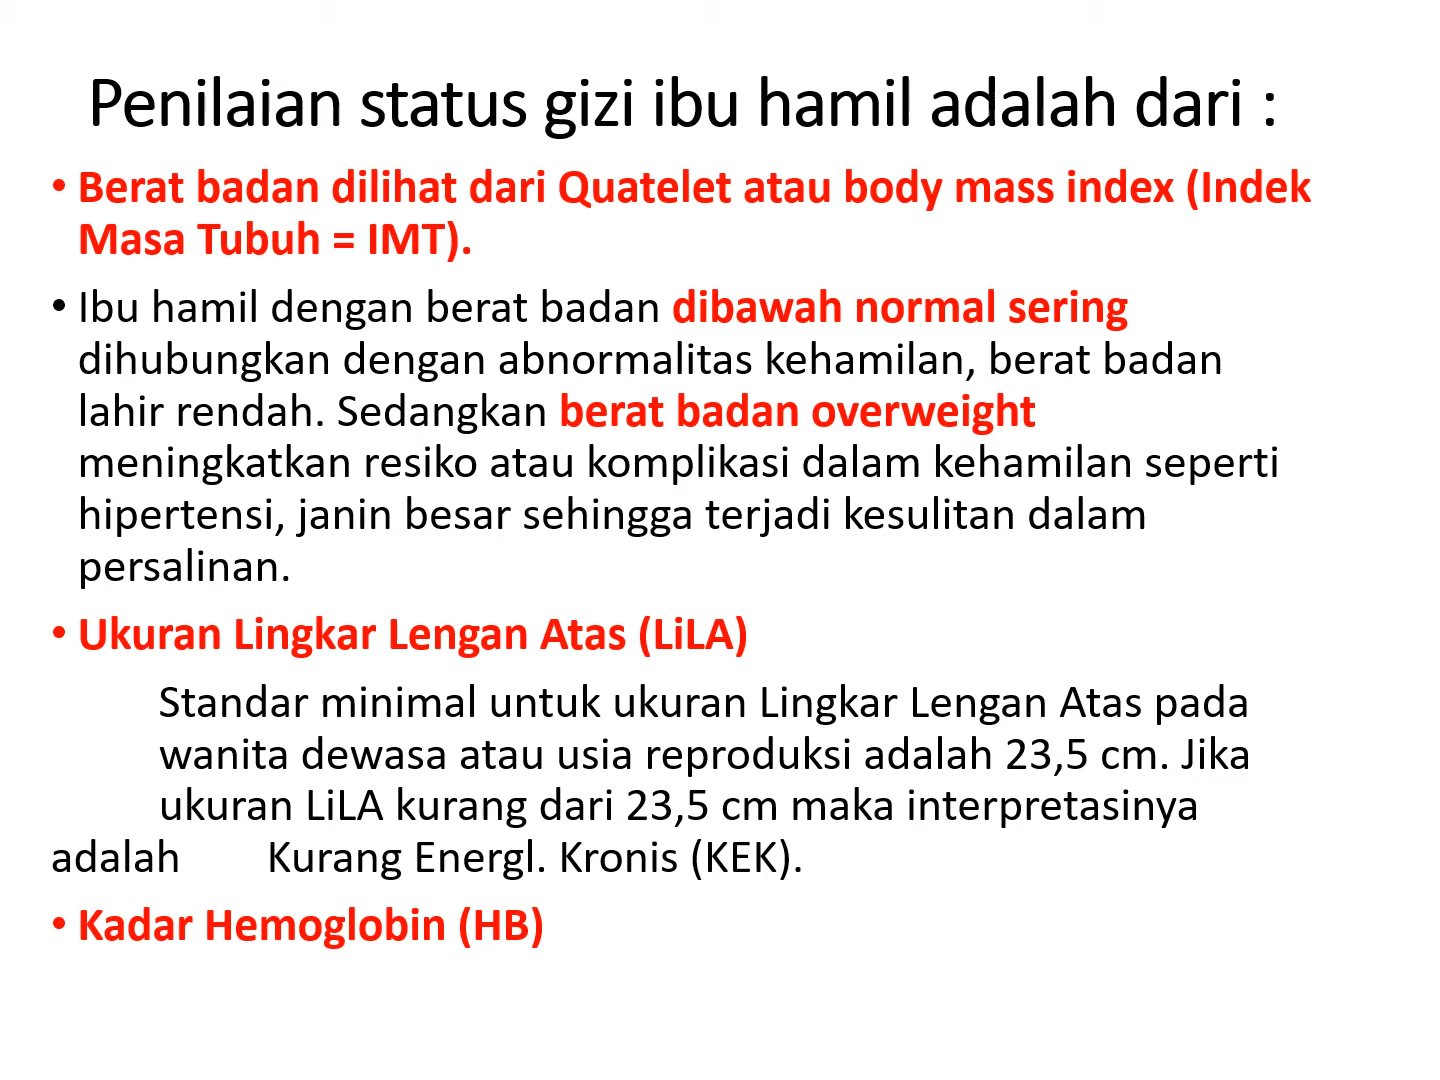 Penilaian status gizi ibu hamil adalah dari :
• Berat badan dilihat dari Quatelet atau body mass index (Indek
Masa Tubuh = IMT).
• Ibu hamil dengan berat badan dibawah normal sering
dihubungkan dengan abnormalitas kehamilan, berat badan
lahir rendah. Sedangkan berat badan overweight
meningkatkan resiko atau komplikasi dalam kehamilan seperti
hipertensi, janin besar sehingga terjadi kesulitan dalam
persalinan.
• Ukuran Lingkar Lengan Atas (LiLA)
Standar minimal untuk ukuran Lingkar Lengan Atas pada
wanita dewasa atau usia reproduksi adalah 23,5 cm. Jika
ukuran LiLA kurang dari 23,5 cm maka interpretasinya
adalah Kurang Energl. Kronis (KEK).
• Kadar Hemoglobin (HB)